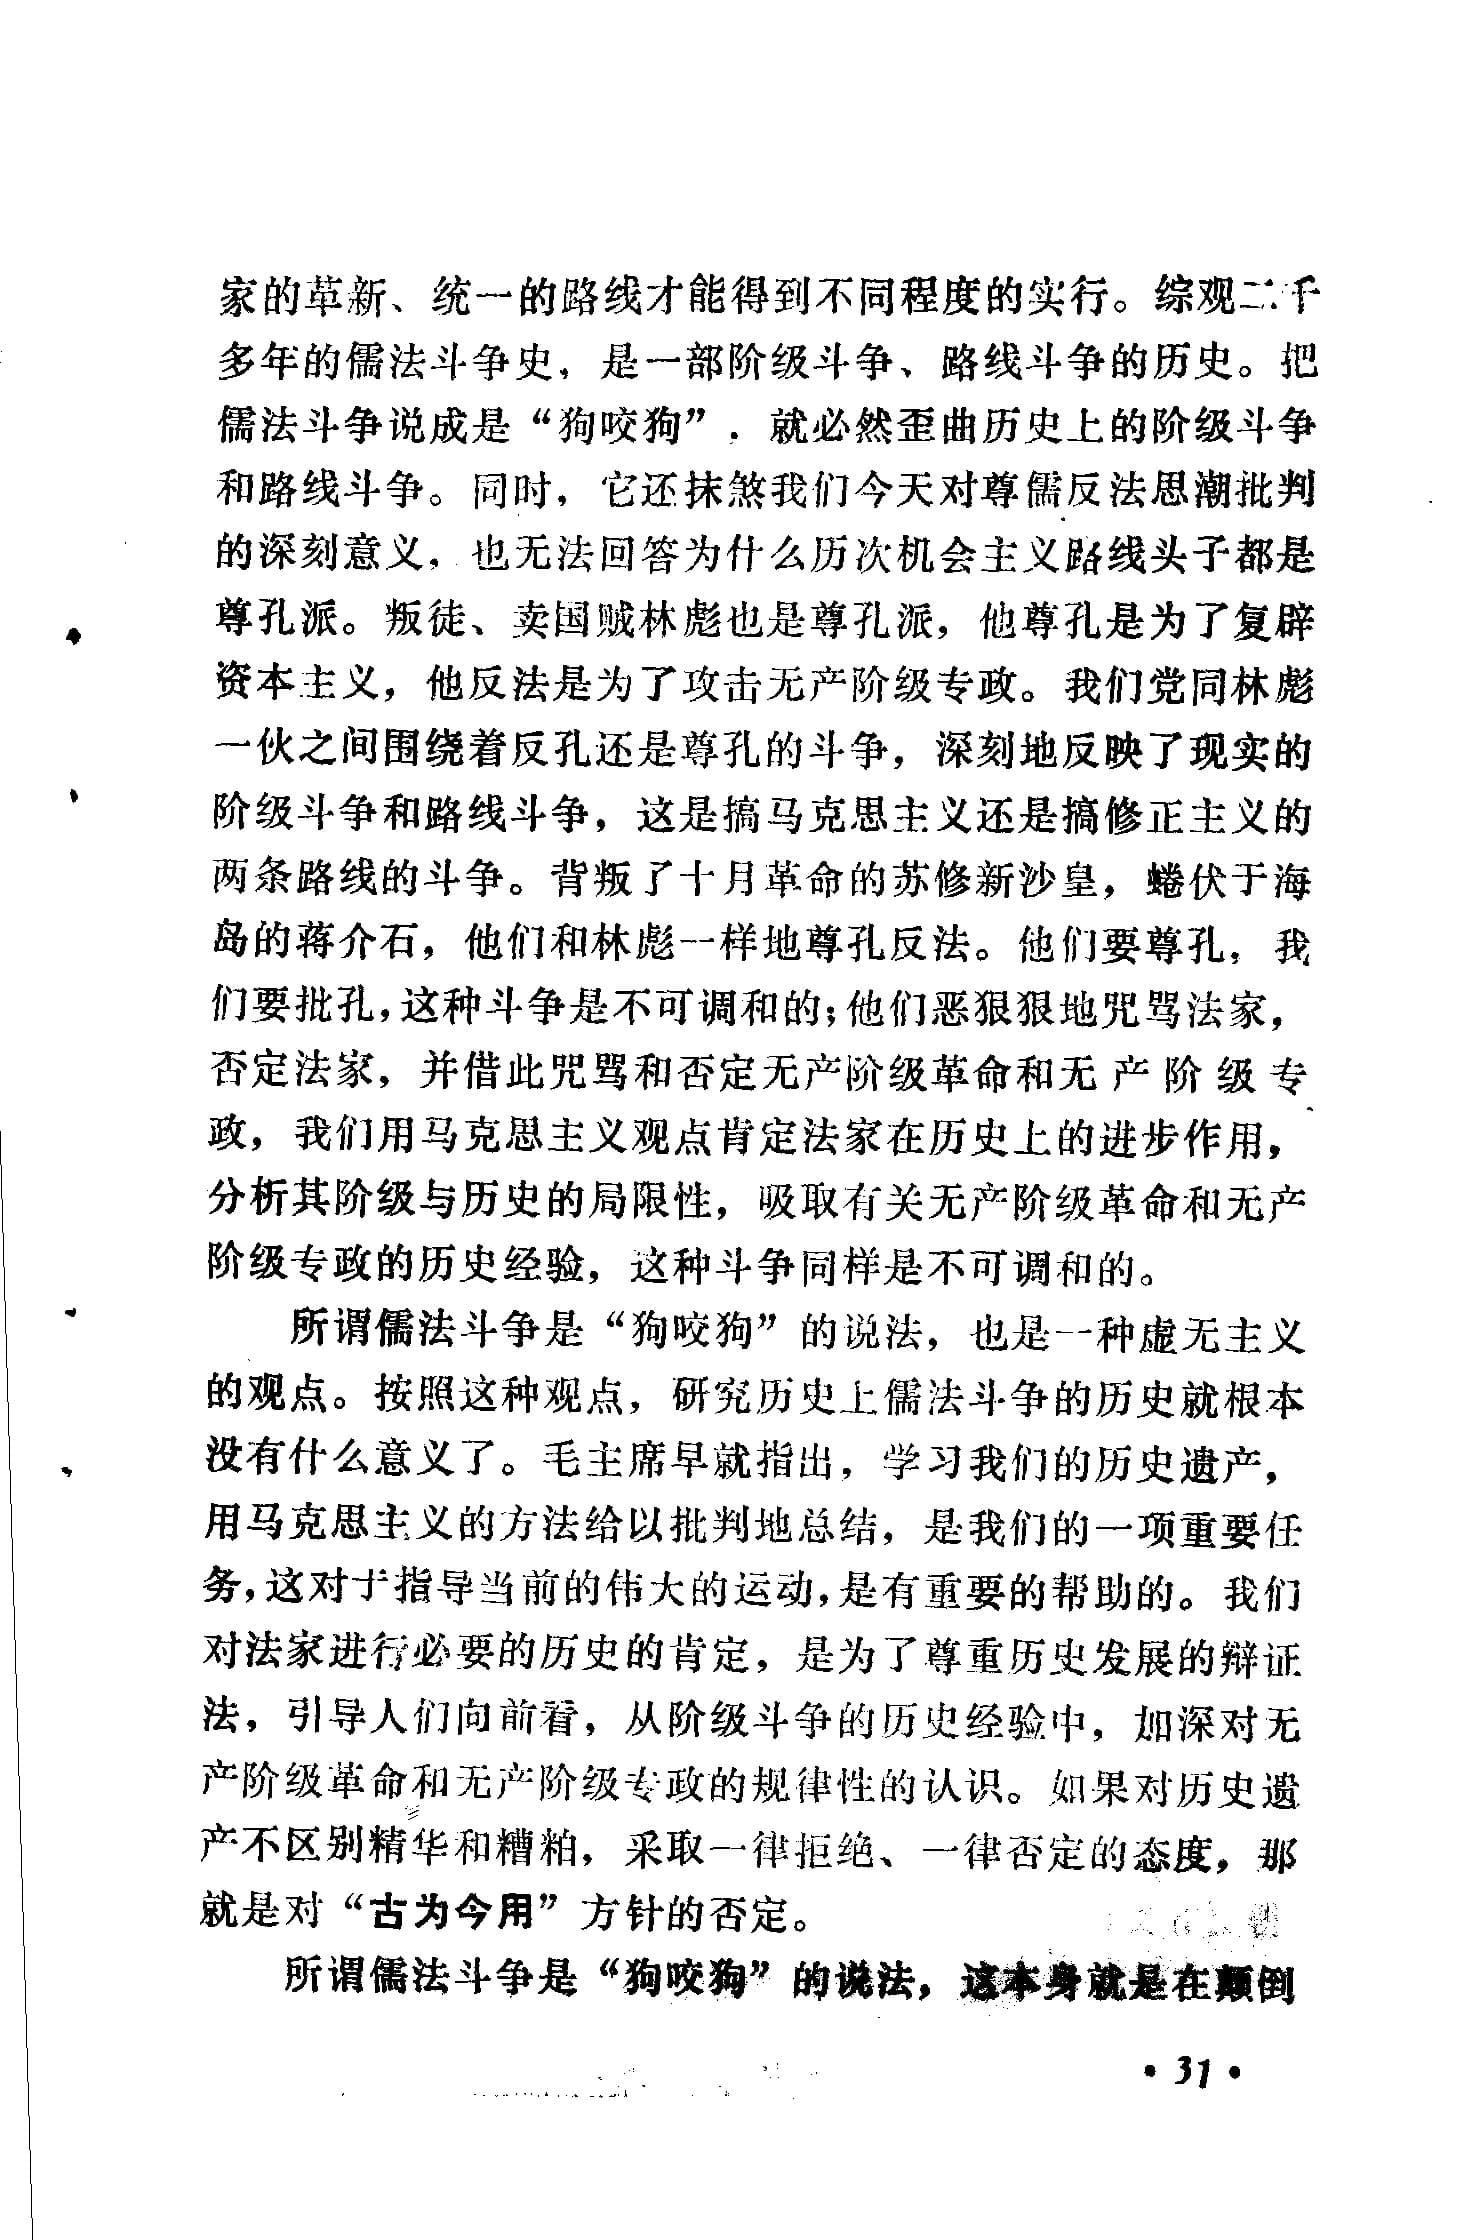 家的革新、统一的路线才能得到不同程度的实行。综观二千
多年的儒法斗争史，是一部阶级斗争、路线斗争的历史。把
儒法斗争说成是“狗咬狗”，就必然歪曲历史上的阶级斗争
和路线斗争。同时，它还抹煞我们今天对尊儒反法思潮批判
的深刻意义，也无法回答为什么历次机会主义路线头子都是
尊孔派。叛徒、卖国贼林彪也是尊孔派，他尊孔是为了复辟
资本主义，他反法是为了攻击无产阶级专政。我们党同林彪
一伙之间围绕着反孔还是尊孔的斗争，深刻地反映了现实的
阶级斗争和路线斗争，这是搞马克思主义还是搞修正主义的
两条路线的斗争。背叛了十月革命的苏修新沙皇，蜷伏于海
岛的蒋介石，他们和林彪一样地尊孔反法。他们要尊孔，我
们要批孔，这种斗争是不可调和的；他们恶狠狠地咒骂法家，
否定法家，并借此咒骂和否定无产阶级革命和无产阶级专
政，我们用马克思主义观点肯定法家在历史上的进步作用，
分析其阶级与历史的局限性，吸取有关无产阶级革命和无产
阶级专政的历史经验，这种斗争同样是不可调和的。
所谓儒法斗争是“狗咬狗”的说法，也是一种虚无主义
的观点。按照这种观点，研究历史上儒法斗争的历史就根本
没有什么意义了。毛主席早就指出，学习我们的历史遗产，
用马克思主义的方法给以批判地总结，是我们的一项重要任
务，这对于指导当前的伟大的运动，是有重要的帮助的。我们
对法家进行必要的历史的肯定，是为了尊重历史发展的辩证
法，引导人们向前看，从阶级斗争的历史经验中，加深对无
产阶级革命和无产阶级专政的规律性的认识。如果对历史遗
产不区别精华和糟粕，采取一律拒绝、一律否定的态度，那
就是对“古为今用”方针的否定。
所谓儒法斗争是“狗咬狗”的说法，这本身就是在颠倒
• 31 •